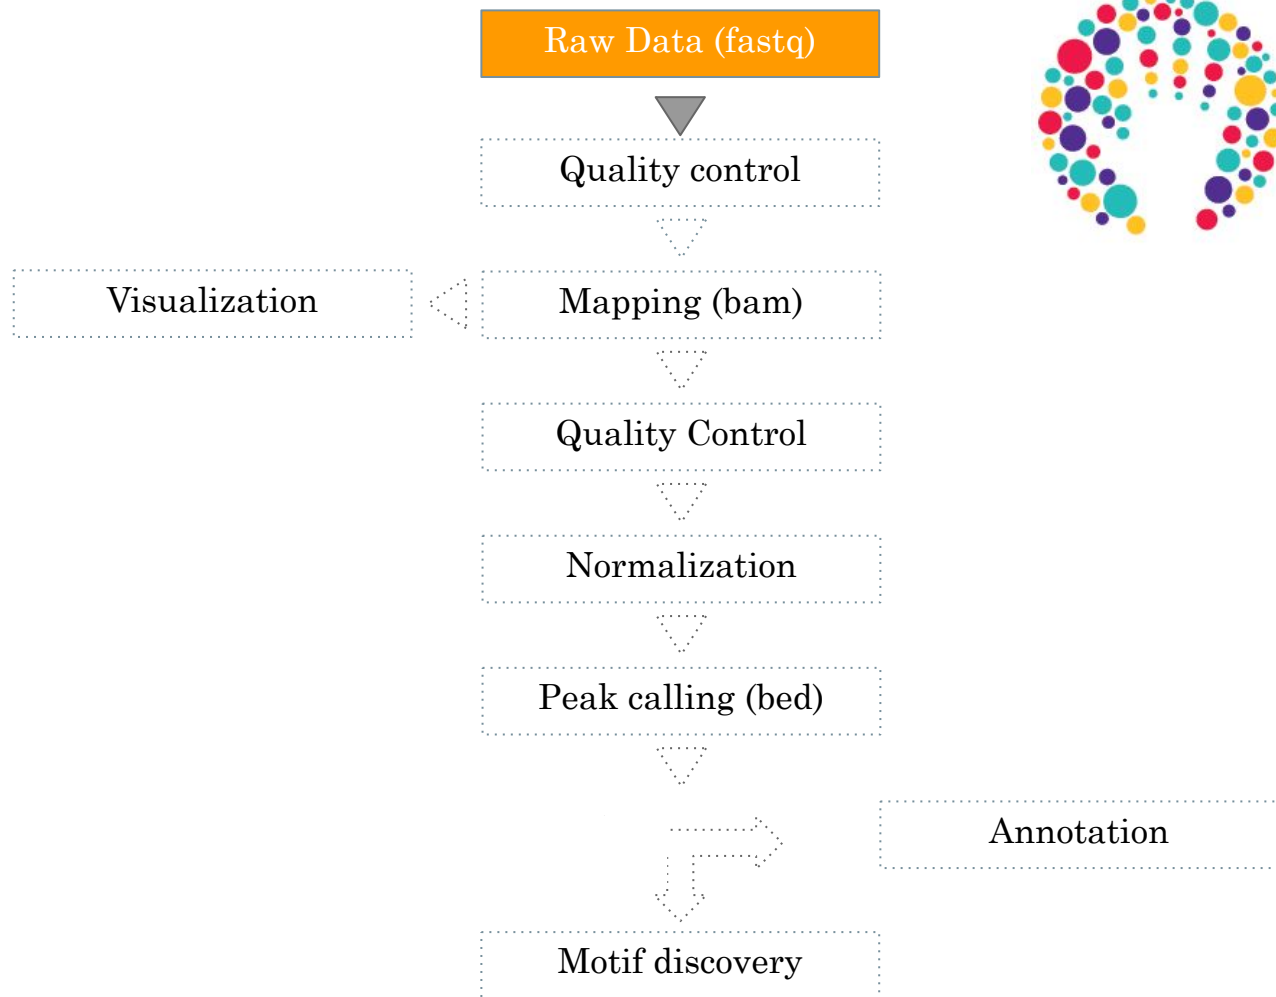 Raw Data (fastq)
Quality control
Visualization
Mapping (bam)
Quality Control
Normalization
Peak calling (bed)
Annotation
Motif discovery